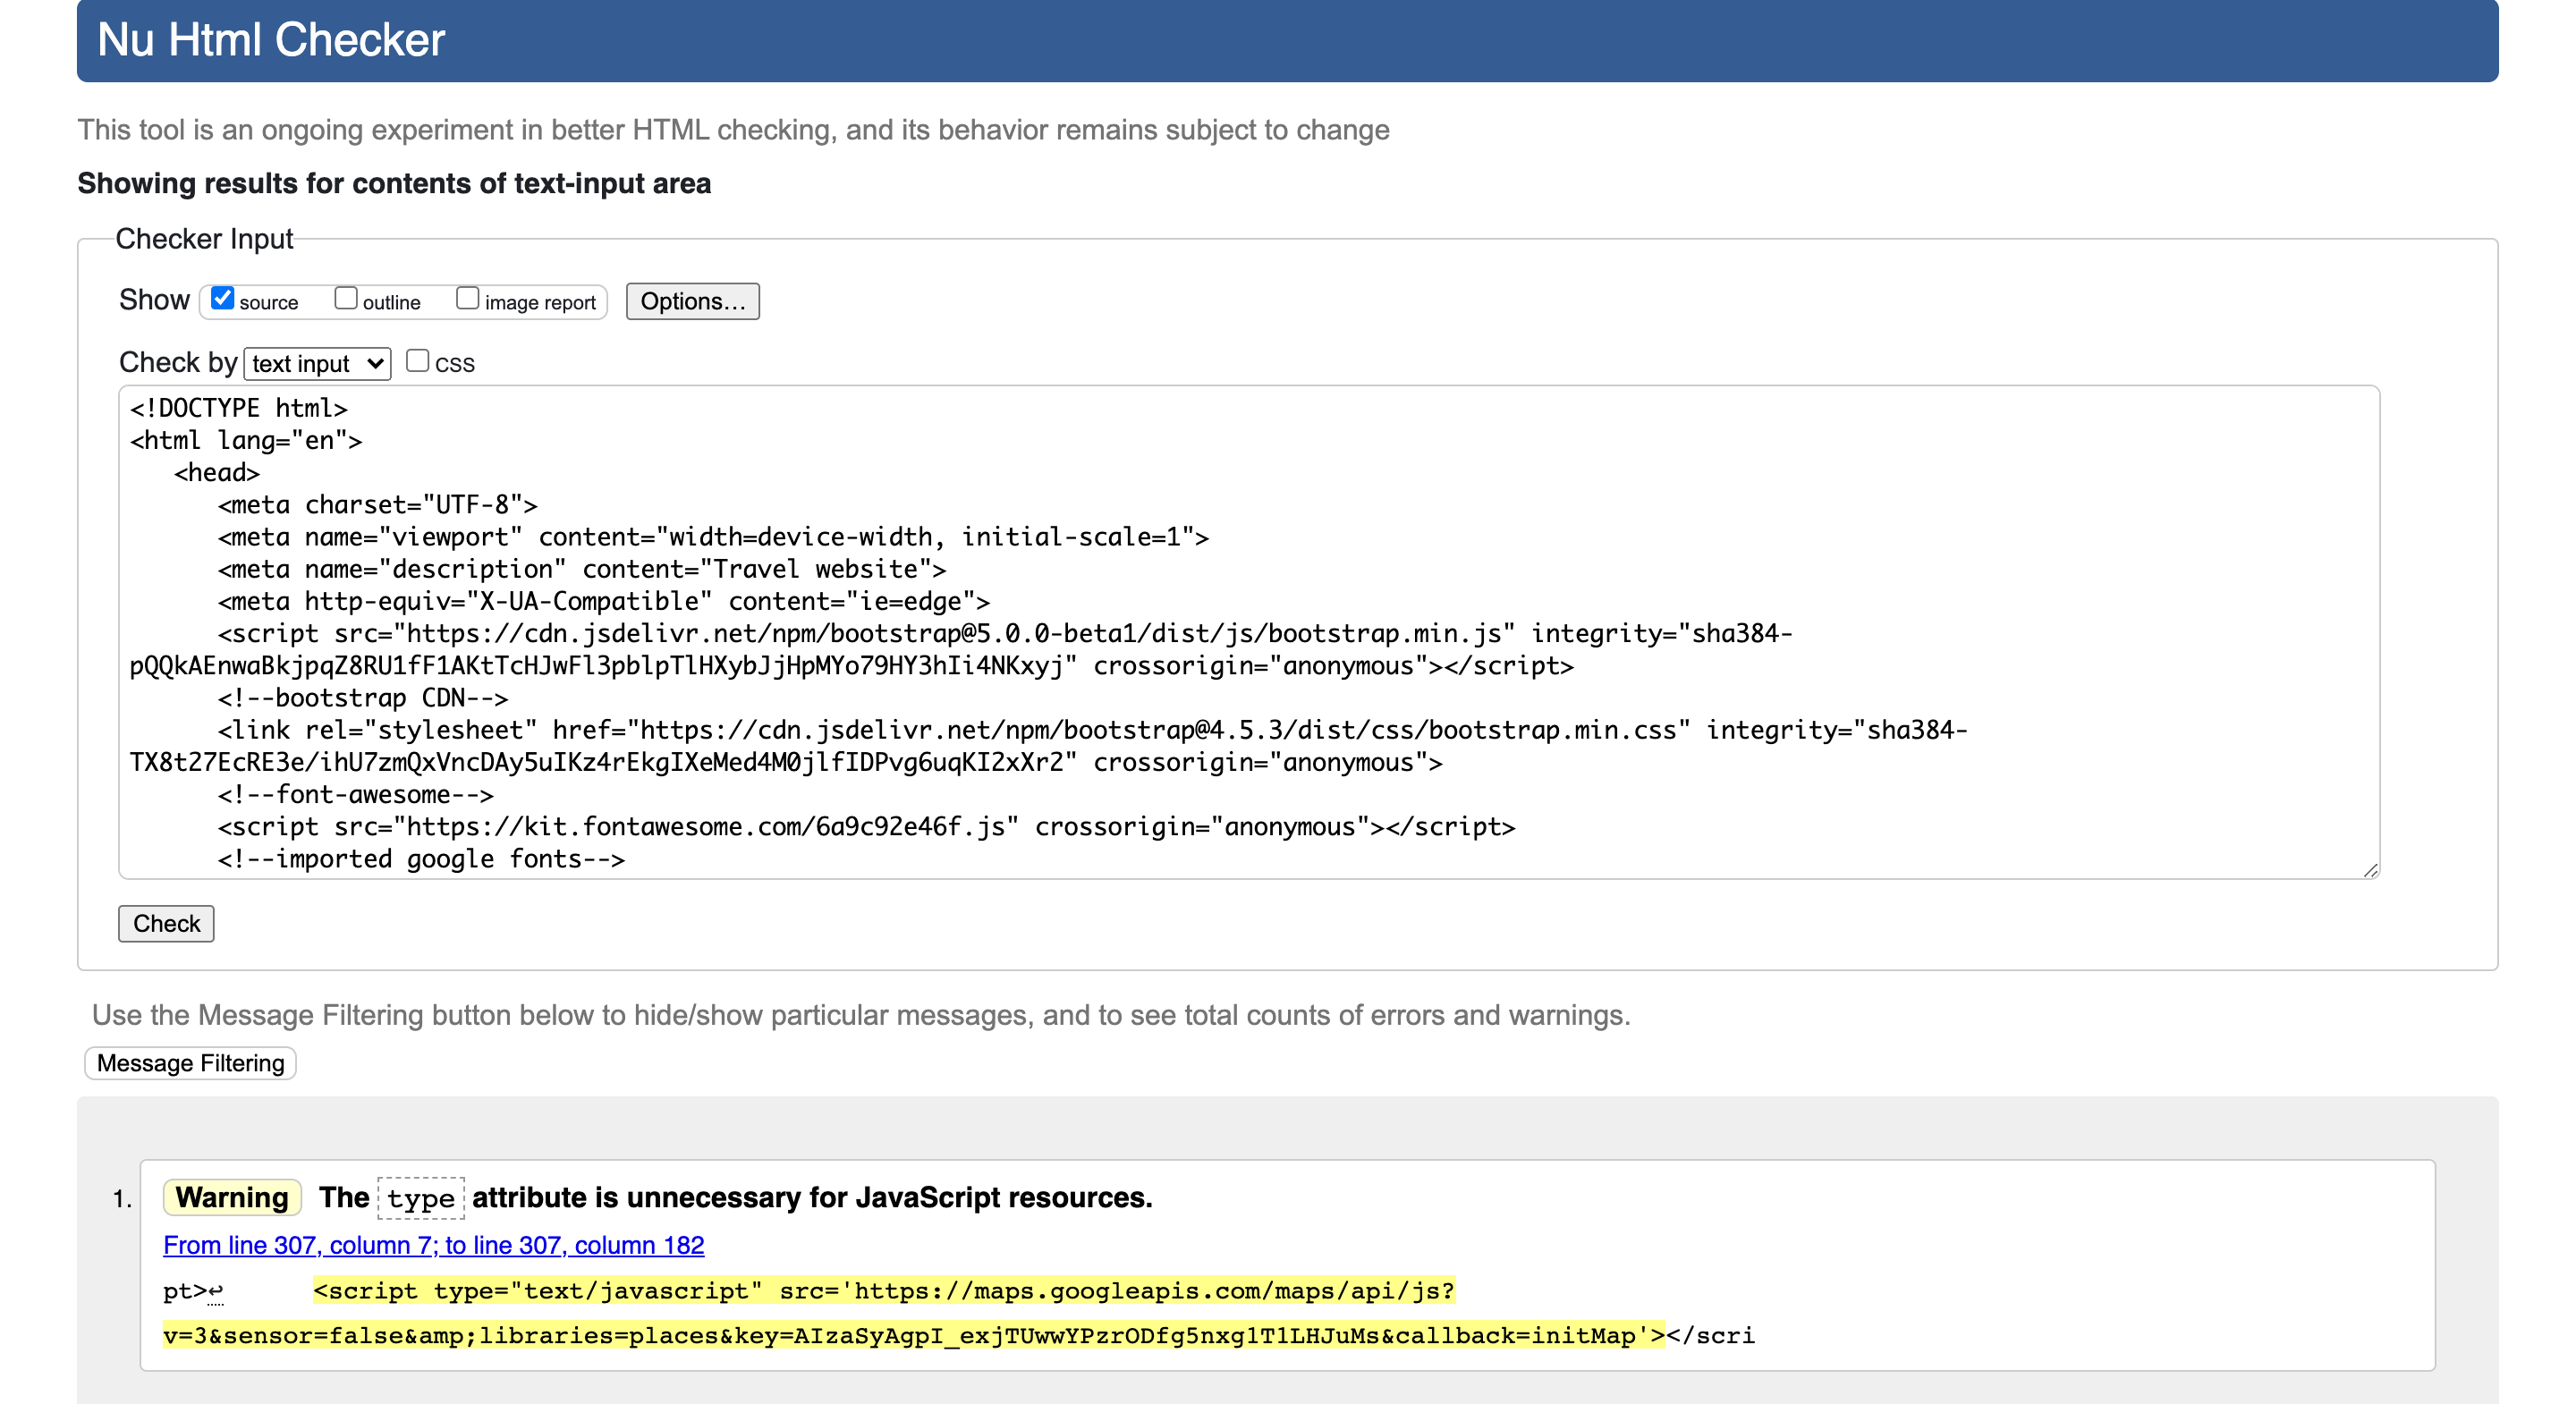 Nu Html Checker
This tool is an ongoing experiment in better HTML checking, and its behavior remains subject to change
Showing results for contents of text-input area
Checker Input
Show source outline image report Options...
Check by text input CSS
<!DOCTYPE html>
<html lang="en">
<head>
<meta charset="UTF-8">
<meta name="viewport" content="width=device-width, initial-scale=1">
<meta name="description" content="Travel website">
<meta http-equiv="X-UA-Compatible" content="ie=edge">
<script src="https://cdn.jsdelivr.net/npm/bootstrap@5.0.0-beta1/dist/js/bootstrap.min.js" integrity="sha384-
pQQkAEnwaBkjpqZ8RU1fF1AKtTcHJwFl3pblpTlHXybJjHpMYo79HY3hIi4NKxyj" crossorigin="anonymous"></script>
<!--bootstrap CDN-->
<link rel="stylesheet" href="https://cdn.jsdelivr.net/npm/bootstrap@4.5.3/dist/css/bootstrap.min.css" integrity="sha384-
TX8t27EcRE3e/ihU7zmQxVncDAy5uIKz4rEkgIXeMed4M0jlfIDPvg6uqKI2xXr2" crossorigin="anonymous">
<!--font-awesome-->
<script src="https://kit.fontawesome.com/6a9c92e46f.js" crossorigin="anonymous"></script>
<!--imported google fonts-->
Check
Use the Message Filtering button below to hide/show particular messages, and to see total counts of errors and warnings.
Message Filtering
1. Warning The type attribute is unnecessary for JavaScript resources.
From line 307, column 7; to line 307, column 182
pt>↩ <script type="text/javascript" src='https://maps.googleapis.com/maps/api/js?
v=3&sensor=false&amp;libraries=places&key=AIzaSyAgpI_exjTUwwYPzrODfg5nxg1T1LHJuMs&callback=initMap'></scri